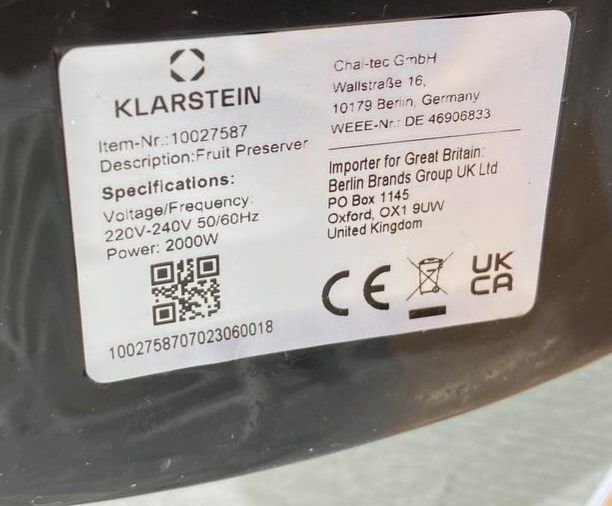 KLARSTEIN
Item-Nr.:10027587
Description:Fruit Preserver
Specifications:
Voltage/Frequency:
220V-240V 50/60Hz
Power: 2000W
1002758707023060018
Chal-tec GmbH
Wallstraße 16,
10179 Berlin, Germany
WEEE-Nr.: DE 46906833
Importer for Great Britain:
Berlin Brands Group UK Ltd
PO Box 1145
Oxford, OX1 9UW
United Kingdom
CE
UK
CA